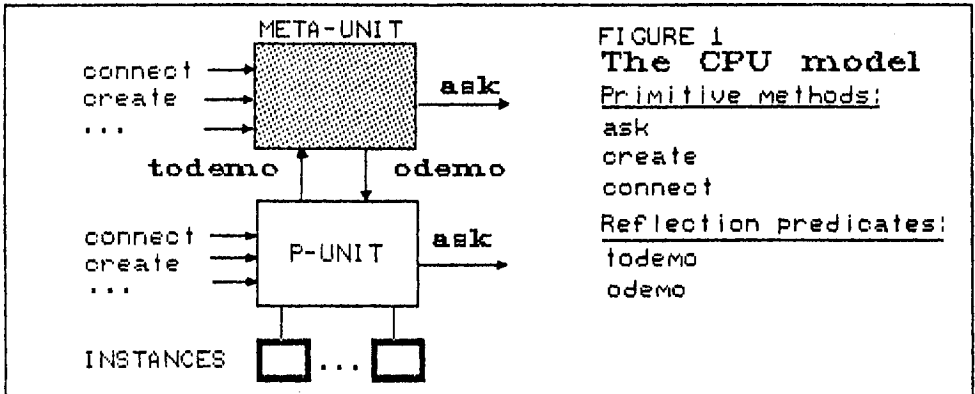 META-UNIT
connect
create
...
ask
todemo
odemo
connect
create
...
P-UNIT
ask
INSTANCES
...
FIGURE 1
The CPU model
Primitive methods:
ask
create
connect
Reflection predicates:
todemo
odemo